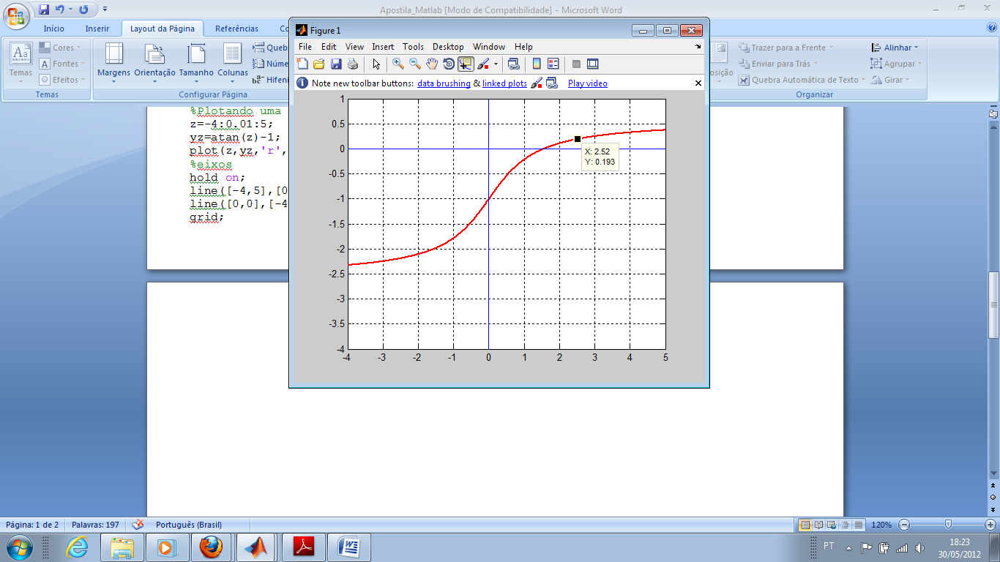 Apostila_Matlab [Modo de Compatibilidade] - Microsoft Word
Início Inserir Layout da Página Referências
Temas
Cores
Fontes
Efeitos
Temas
Margens Orientação Tamanho Colunas
Configurar Página
Trazer para a Frente
Enviar para Trás
Quebra Automática de Texto
Alinhar
Agrupar
Girar
Organizar
%Plotando uma
z=-4:0.01:5;
yz=atan(z)-1;
plot(z,yz,'r',
%eixos
hold on;
line([-4,5],[0
line([0,0],[-4
grid;
Figure 1
File Edit View Insert Tools Desktop Window Help
Note new toolbar buttons: data brushing & linked plots Play video
1
0.5
0
-0.5
-1
-1.5
-2
-2.5
-3
-3.5
-4
-4 -3 -2 -1 0 1 2 3 4 5
X: 2.52
Y: 0.193
Página: 1 de 2 Palavras: 197 Português (Brasil) 120%
PT 18:23
30/05/2012